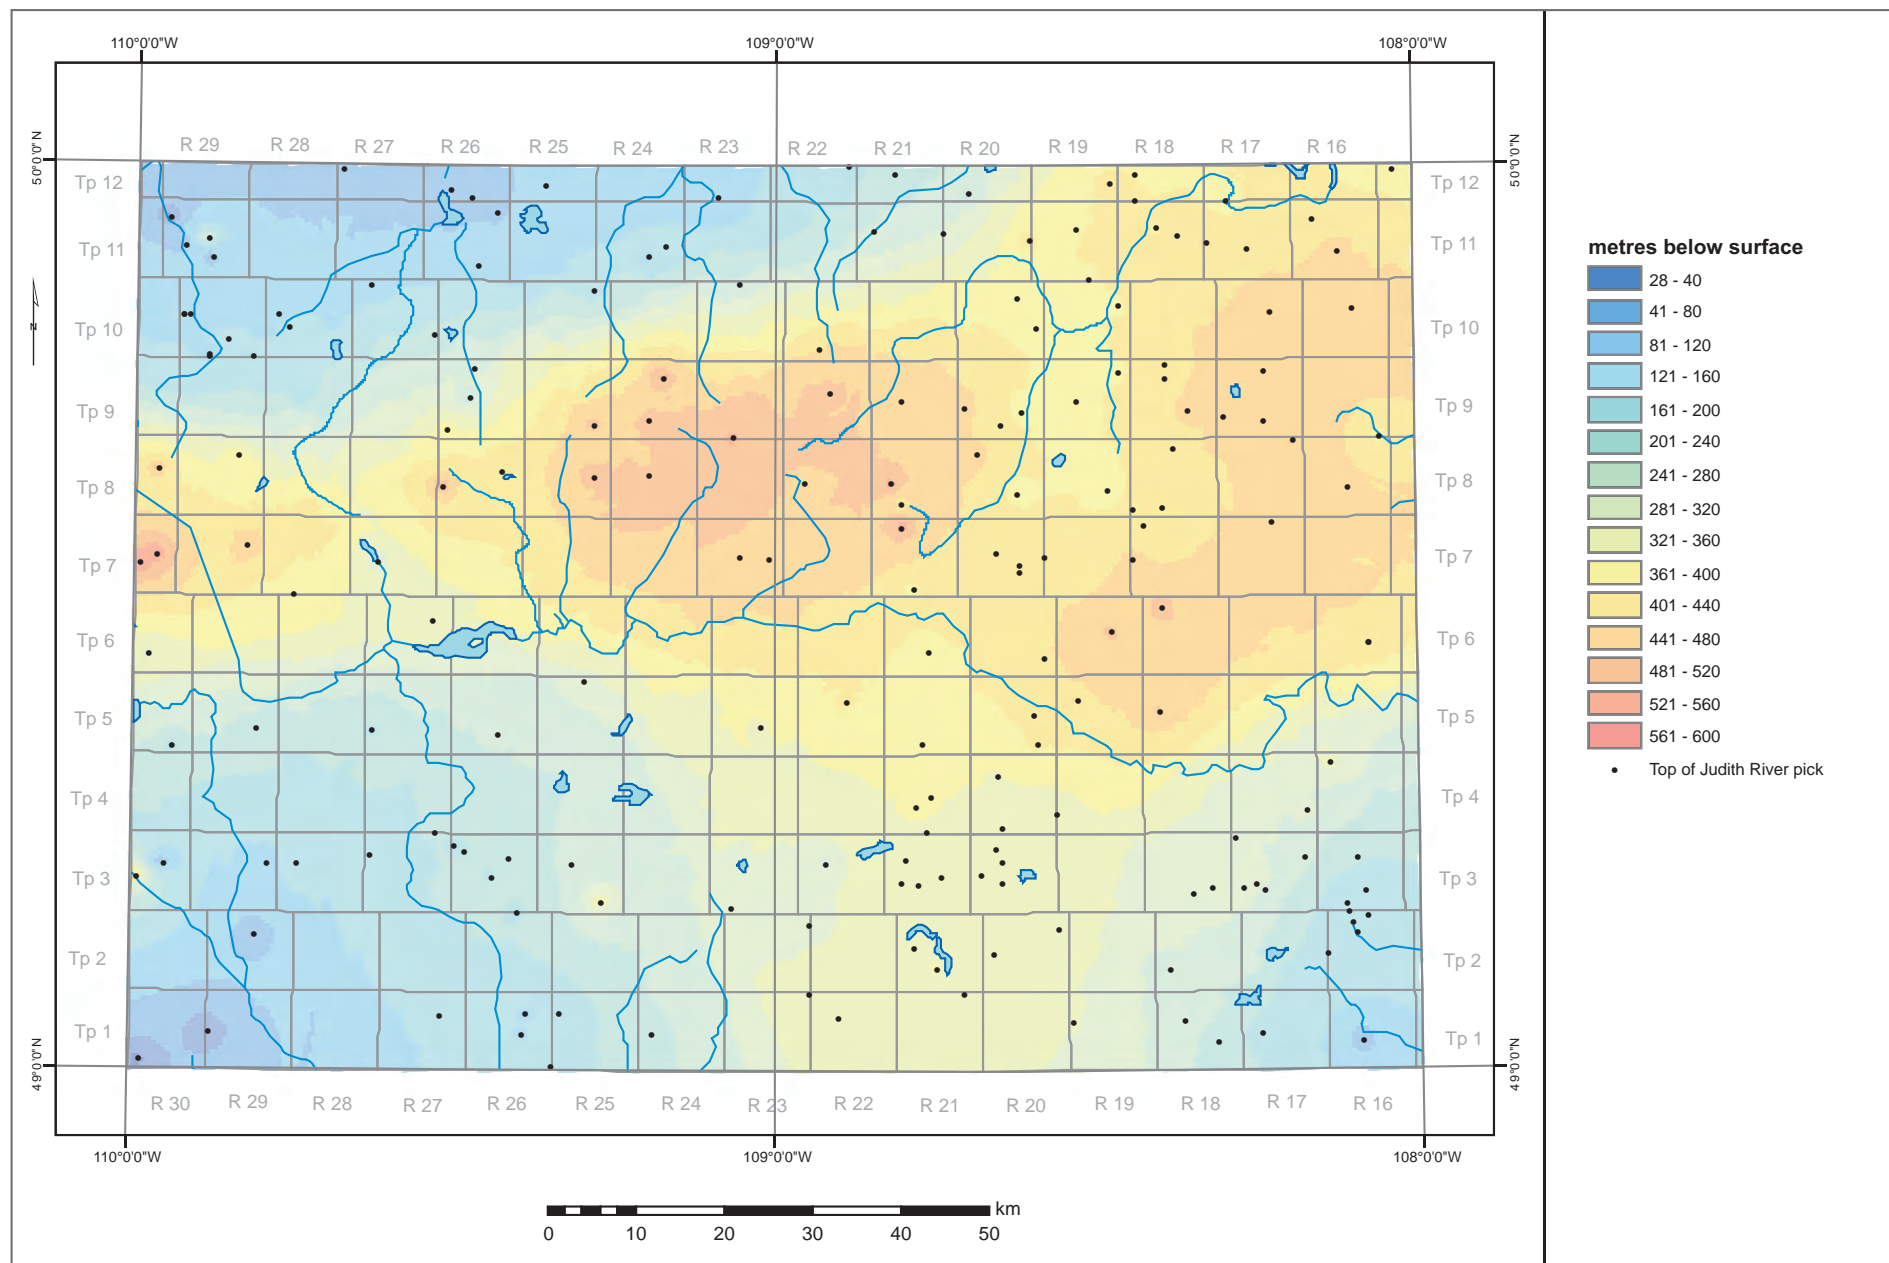 110°0'0"W 109°0'0"W 108°0'0"W
50°0'0"N 50°0'0"N
R 29 R 28 R 27 R 26 R 25 R 24 R 23 R 22 R 21 R 20 R 19 R 18 R 17 R 16
Tp 12 Tp 12
Tp 11 Tp 11
N
Tp 10 Tp 10
Tp 9 Tp 9
Tp 8 Tp 8
Tp 7 Tp 7
Tp 6 Tp 6
Tp 5 Tp 5
Tp 4 Tp 4
Tp 3 Tp 3
Tp 2 Tp 2
Tp 1 Tp 1
49°0'0"N 49°0'0"N
R 30 R 29 R 28 R 27 R 26 R 25 R 24 R 23 R 22 R 21 R 20 R 19 R 18 R 17 R 16
110°0'0"W 109°0'0"W 108°0'0"W
km
0 10 20 30 40 50
metres below surface
28 - 40
41 - 80
81 - 120
121 - 160
161 - 200
201 - 240
241 - 280
281 - 320
321 - 360
361 - 400
401 - 440
441 - 480
481 - 520
521 - 560
561 - 600
Top of Judith River pick